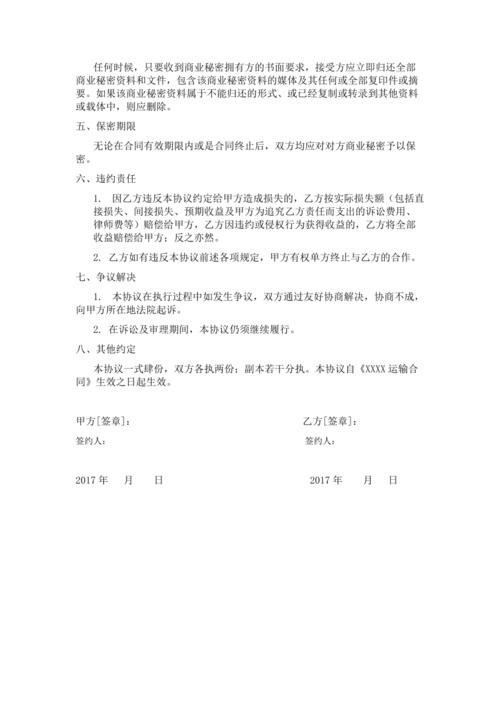 任何时候，只要收到商业秘密拥有方的书面要求，接受方应立即归还全部
商业秘密资料和文件，包含该商业秘密资料的媒体及其任何或全部复印件或摘
要。如果该商业秘密资料属于不能归还的形式、或已经复制或转录到其他资料
或载体中，则应删除。
五、保密期限
无论在合同有效期限内或是合同终止后，双方均应对对方商业秘密予以保
密。
六、违约责任
1. 因乙方违反本协议约定给甲方造成损失的，乙方按实际损失额（包括直
接损失、间接损失、预期收益及甲方为追究乙方责任而支出的诉讼费用、
律师费等）赔偿给甲方，乙方因违约或侵权行为获得收益的，乙方将全部
收益赔偿给甲方；反之亦然。
2. 乙方如有违反本协议前述各项规定，甲方有权单方终止与乙方的合作。
七、争议解决
1. 本协议在执行过程中如发生争议，双方通过友好协商解决，协商不成，
向甲方所在地法院起诉。
2. 在诉讼及审理期间，本协议仍须继续履行。
八、其他约定
本协议一式肆份，双方各执两份；副本若干分执。本协议自《XXXX 运输合
同》生效之日起生效。
甲方[签章]： 乙方[签章]：
签约人： 签约人：
2017 年 月 日 2017 年 月 日